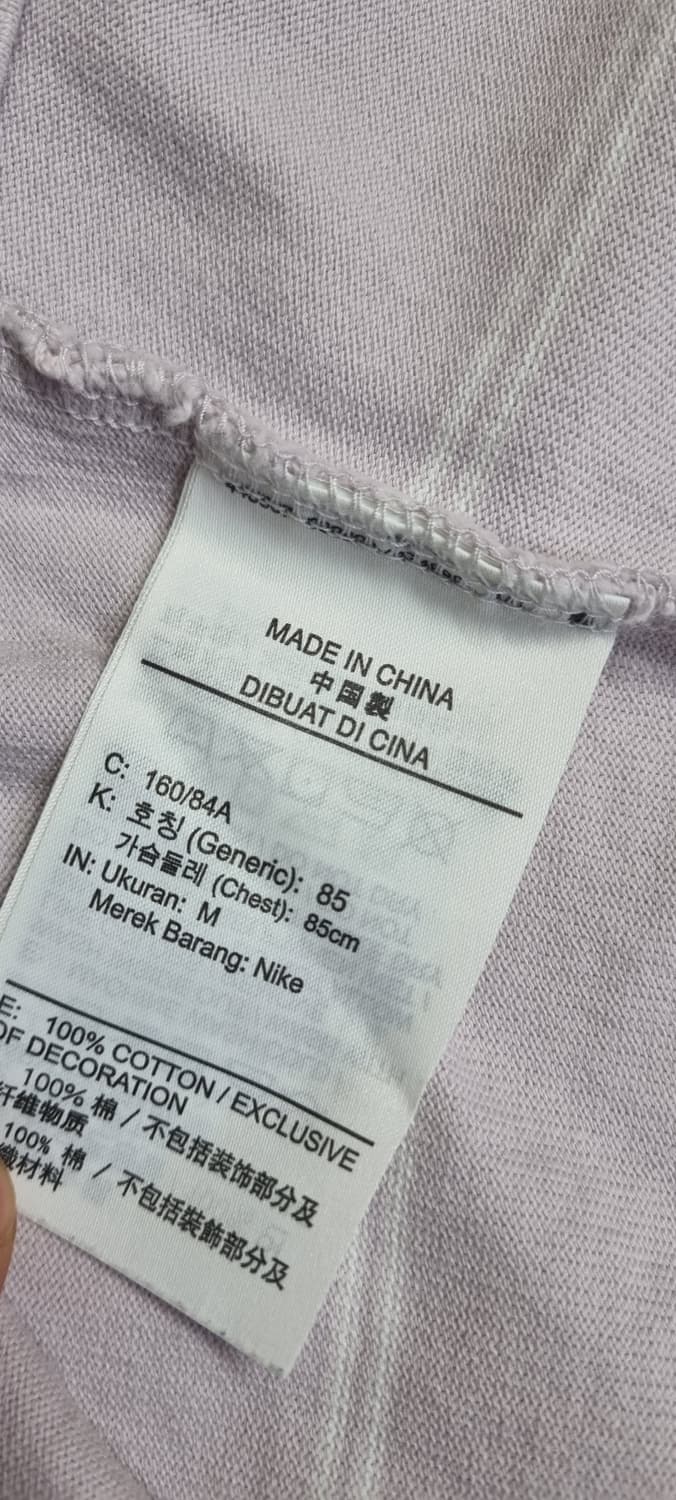 MADE IN CHINA
中国製
DIBUAT DI CINA
C: 160/84A
K: 호칭 (Generic): 85
가슴둘레 (Chest): 85cm
IN: Ukuran: M
Merek Barang: Nike
E: 100% COTTON / EXCLUSIVE
OF DECORATION
100% 棉 / 不包括装饰部分及
纤维物质
100% 棉 / 不包括裝飾部分及
織材料